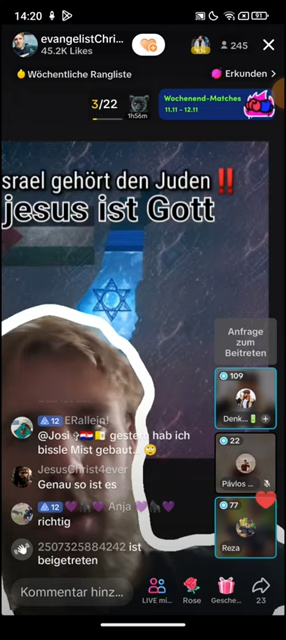 14:20
91
evangelistChri...
45.2K Likes
245
Wöchentliche Rangliste
Erkunden
3/22
1h56m
Wochenend-Matches
11.11 - 12.11
srael gehört den Juden ‼️
jesus ist Gott
Anfrage
zum
Beitreten
109
Denk...
22
Pávlos ...
77
Reza
12 ERallein!
@Josi gestern hab ich
bissle Mist gebaut..
JesusChrist4ever
Genau so ist es
12 Anja
richtig
2507325884242 ist
beigetreten
Kommentar hinz...
LIVE mi...
Rose
Gesche...
23